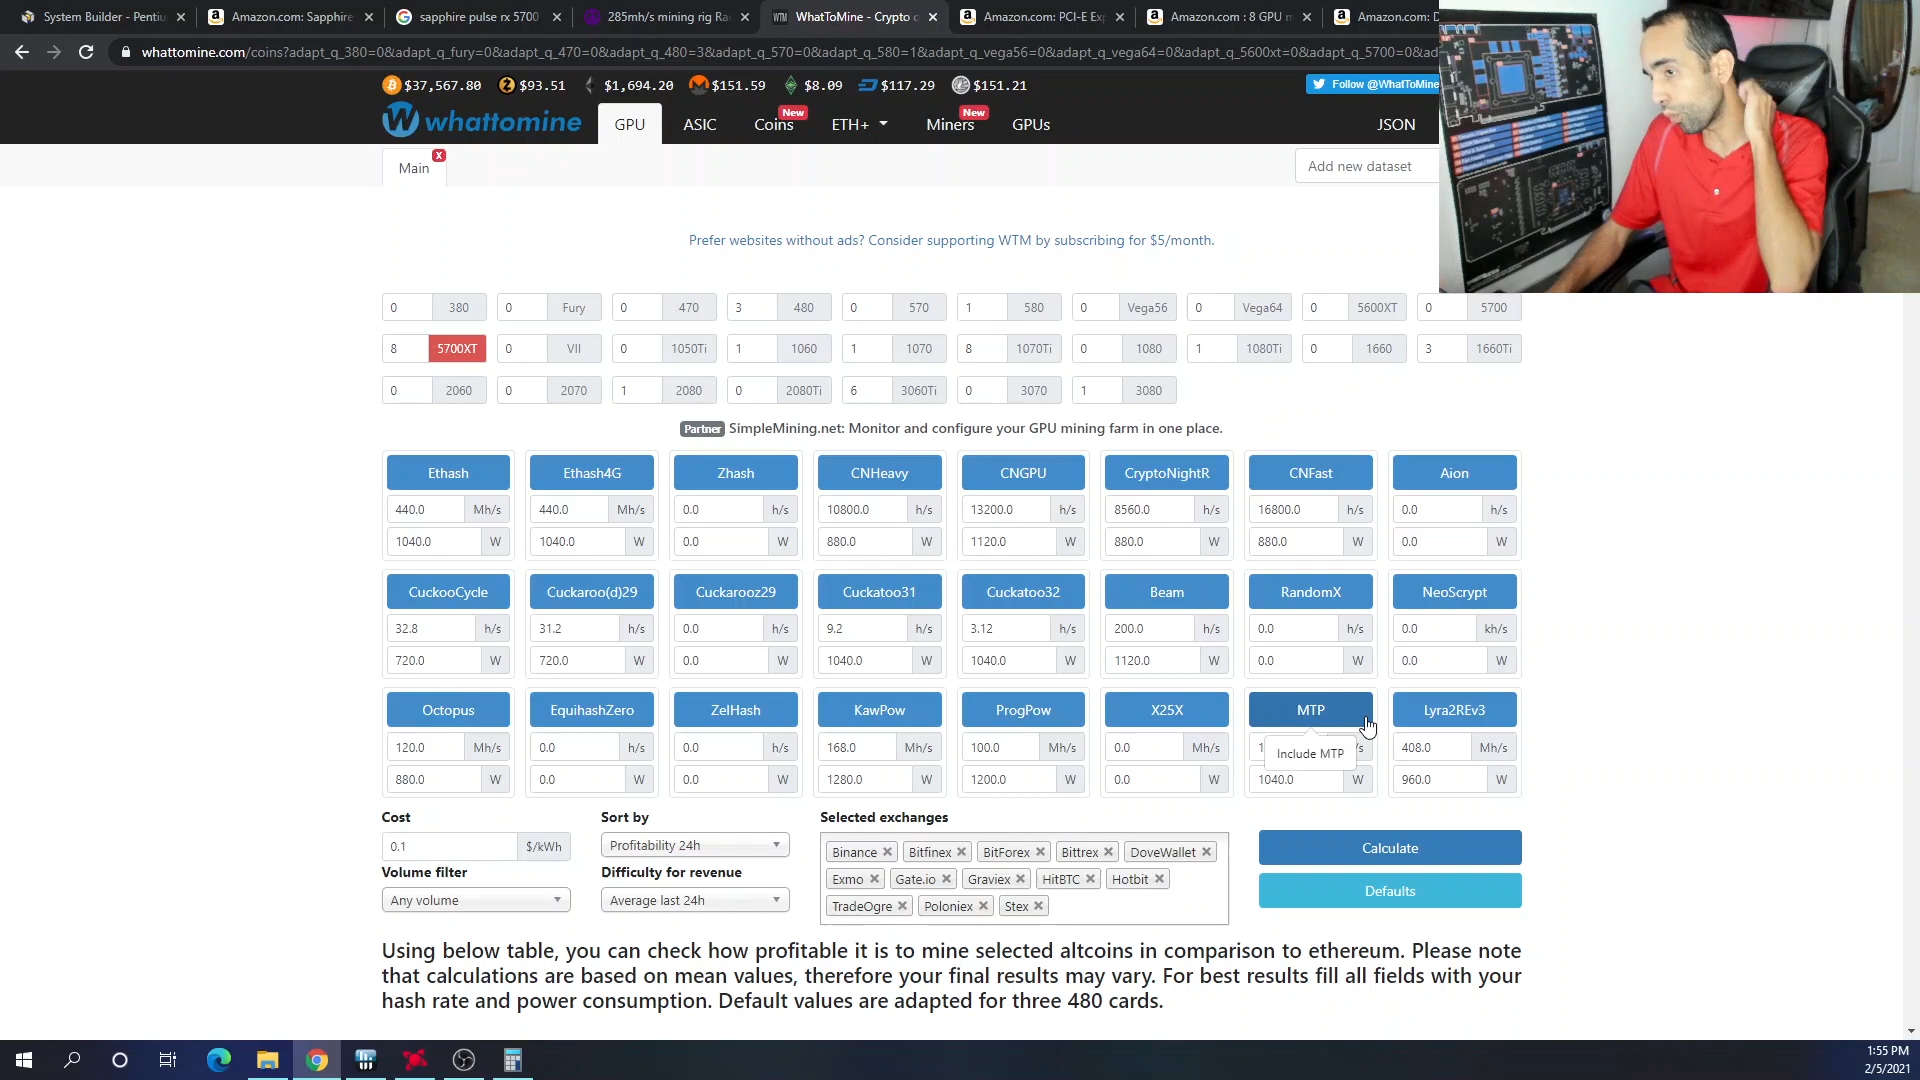 System Builder - Pentiu
Amazon.com: Sapphire
sapphire pulse rx 5700
285mh/s mining rig Ra
WhatToMine - Crypto c
Amazon.com: PCI-E Exp
Amazon.com : 8 GPU m
Amazon.com: D
whattomine.com/coins?adapt_q_380=0&adapt_q_fury=0&adapt_q_470=0&adapt_q_480=3&adapt_q_570=0&adapt_q_580=1&adapt_q_vega56=0&adapt_q_vega64=0&adapt_q_5600xt=0&adapt_q_5700=0&ad
$37,567.80 $93.51 $1,694.20 $151.59 $8.09 $117.29 $151.21
Follow @WhatToMine
whattomine
GPU ASIC Coins New ETH+ Miners New GPUs JSON
Main x
Add new dataset
Prefer websites without ads? Consider supporting WTM by subscribing for $5/month.
0 380 0 Fury 0 470 3 480 0 570 1 580 0 Vega56 0 Vega64 0 5600XT 0 5700
8 5700XT 0 VII 0 1050Ti 1 1060 1 1070 8 1070Ti 0 1080 1 1080Ti 0 1660 3 1660Ti
0 2060 0 2070 1 2080 0 2080Ti 6 3060Ti 0 3070 1 3080
Partner SimpleMining.net: Monitor and configure your GPU mining farm in one place.
Ethash Ethash4G Zhash CNHeavy CNGPU CryptoNightR CNFast Aion
440.0 Mh/s 440.0 Mh/s 0.0 h/s 10800.0 h/s 13200.0 h/s 8560.0 h/s 16800.0 h/s 0.0 h/s
1040.0 W 1040.0 W 0.0 W 880.0 W 1120.0 W 880.0 W 880.0 W 0.0 W
CuckooCycle Cuckaroo(d)29 Cuckarooz29 Cuckatoo31 Cuckatoo32 Beam RandomX NeoScrypt
32.8 h/s 31.2 h/s 0.0 h/s 9.2 h/s 3.12 h/s 200.0 h/s 0.0 h/s 0.0 kh/s
720.0 W 720.0 W 0.0 W 1040.0 W 1040.0 W 1120.0 W 0.0 W 0.0 W
Octopus EquihashZero ZelHash KawPow ProgPow X25X MTP Lyra2REv3
120.0 Mh/s 0.0 h/s 0.0 h/s 168.0 Mh/s 100.0 Mh/s 0.0 Mh/s 408.0 Mh/s
Include MTP
880.0 W 0.0 W 0.0 W 1280.0 W 1200.0 W 0.0 W 1040.0 W 960.0 W
Cost Sort by Selected exchanges
0.1 $/kWh Profitability 24h
Binance Bitfinex BitForex Bittrex DoveWallet
Calculate
Volume filter Difficulty for revenue
Exmo Gate.io Graviex HitBTC Hotbit
Defaults
Any volume Average last 24h
TradeOgre Poloniex Stex
Using below table, you can check how profitable it is to mine selected altcoins in comparison to ethereum. Please note
that calculations are based on mean values, therefore your final results may vary. For best results fill all fields with your
hash rate and power consumption. Default values are adapted for three 480 cards.
1:55 PM
2/5/2021